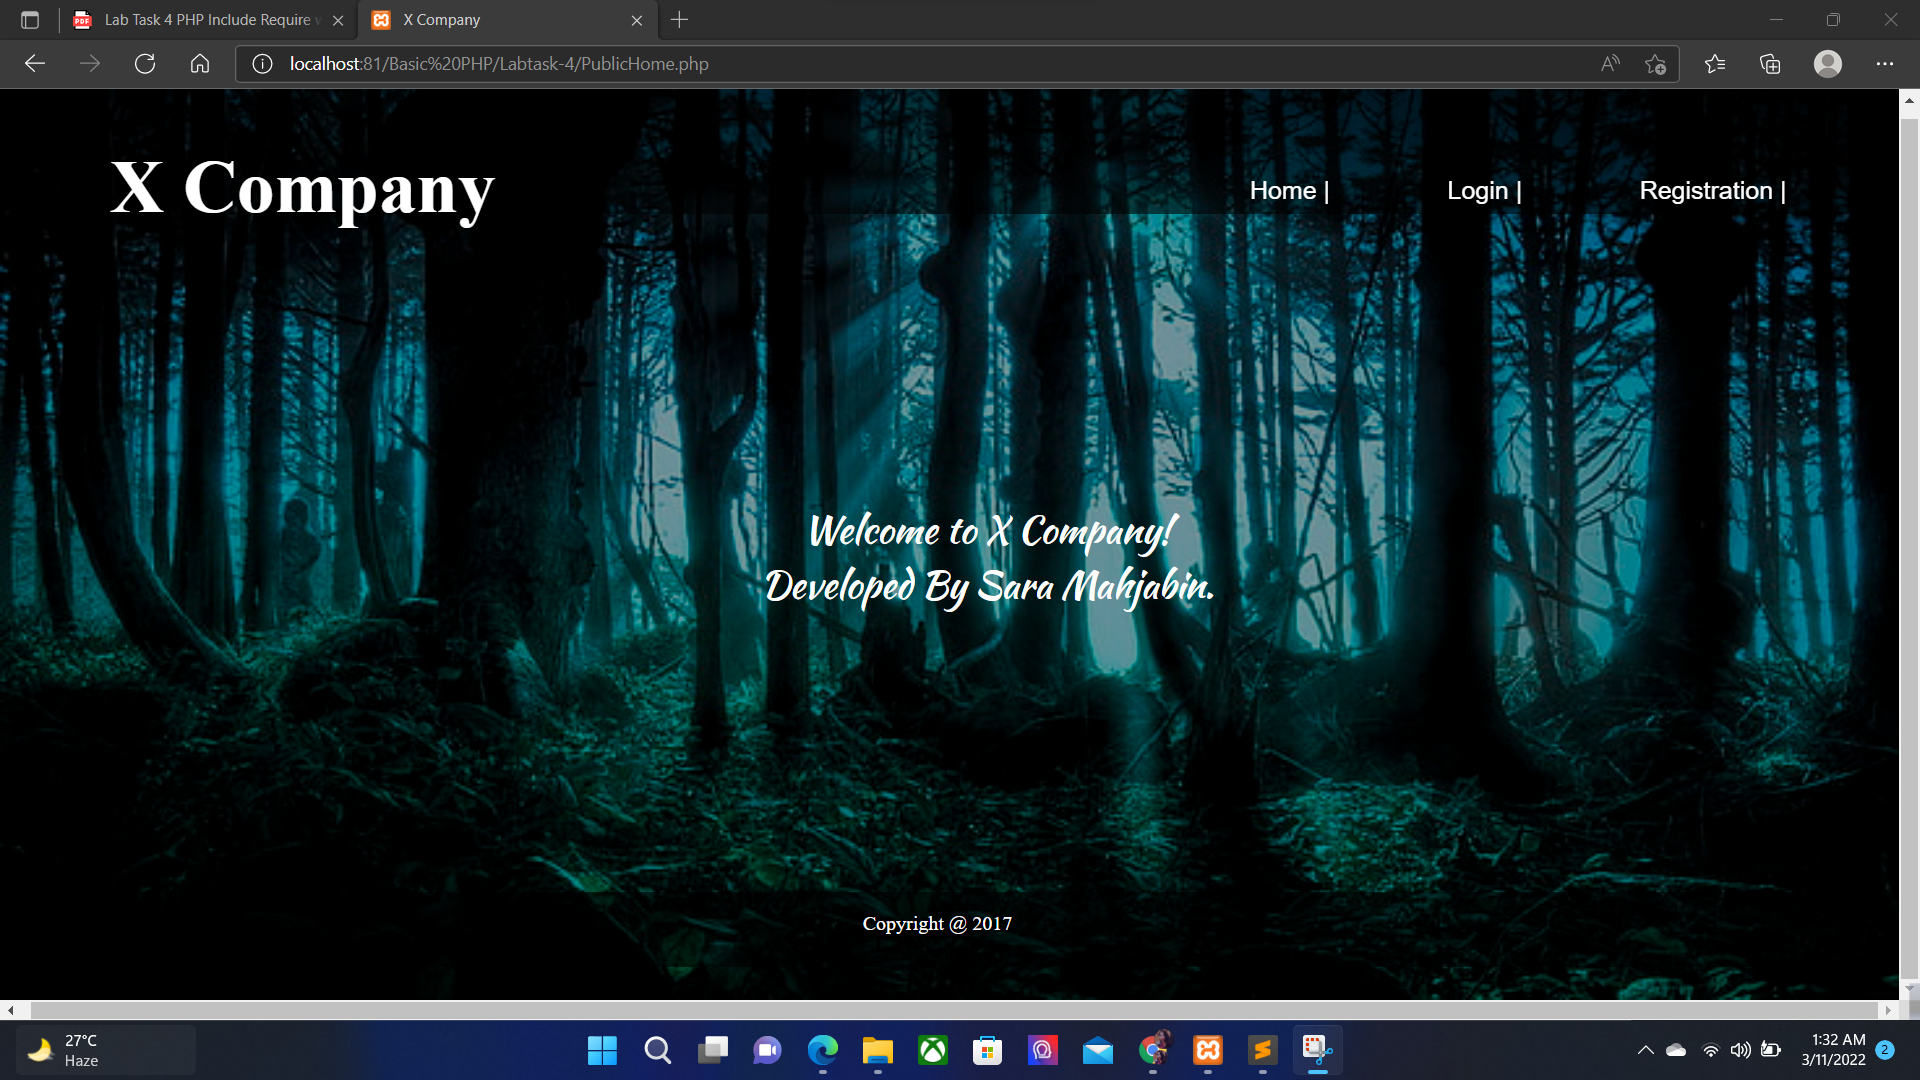 Lab Task 4 PHP Include Require
X Company
localhost:81/Basic%20PHP/Labtask-4/PublicHome.php
X Company
Home |
Login |
Registration |
Welcome to X Company!
Developed By Sara Mahjabin.
Copyright @ 2017
27°C
Haze
1:32 AM
3/11/2022
2